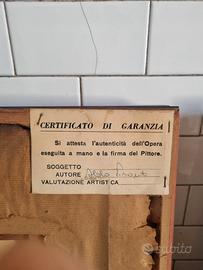 CERTIFICATO DI GARANZIA
Si attesta l'autenticità dell'Opera
eseguita a mano e la firma del Pittore.
SOGGETTO
AUTORE Aldo
VALUTAZIONE ARTISTICA
subito